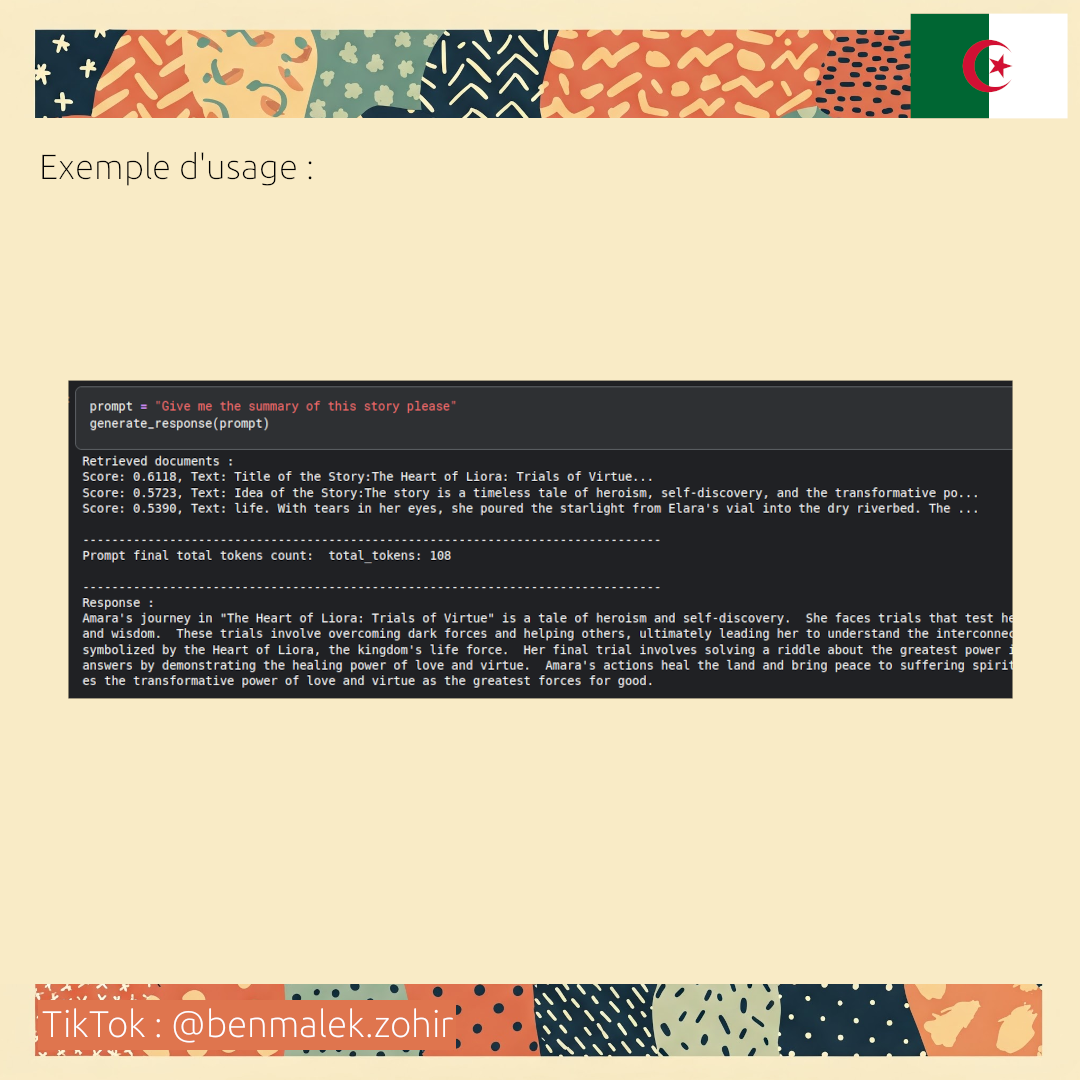 Exemple d'usage :
prompt = "Give me the summary of this story please"
generate_response(prompt)
Retrieved documents :
Score: 0.6118, Text: Title of the Story:The Heart of Liora: Trials of Virtue...
Score: 0.5723, Text: Idea of the Story:The story is a timeless tale of heroism, self-discovery, and the transformative po...
Score: 0.5390, Text: life. With tears in her eyes, she poured the starlight from Elara's vial into the dry riverbed. The ...
--------------------------------------------------------------------------------
Prompt final total tokens count:  total_tokens: 108
--------------------------------------------------------------------------------
Response :
Amara's journey in "The Heart of Liora: Trials of Virtue" is a tale of heroism and self-discovery.  She faces trials that test he
and wisdom.  These trials involve overcoming dark forces and helping others, ultimately leading her to understand the interconnec
symbolized by the Heart of Liora, the kingdom's life force.  Her final trial involves solving a riddle about the greatest power i
answers by demonstrating the healing power of love and virtue.  Amara's actions heal the land and bring peace to suffering spirit
es the transformative power of love and virtue as the greatest forces for good.
TikTok : @benmalek.zohir